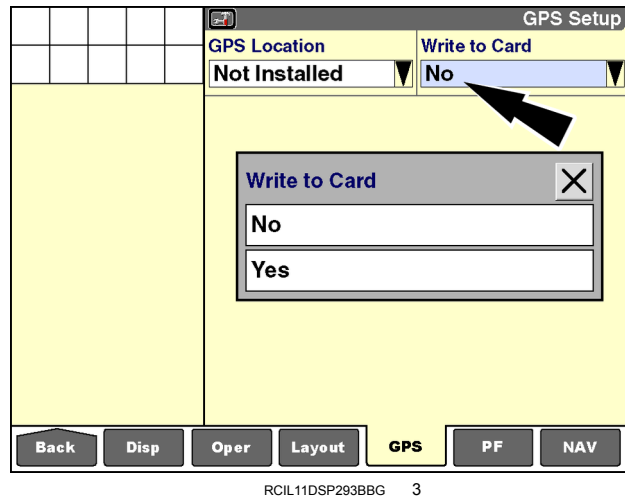 GPS Setup
GPS Location
Write to Card
Not Installed
No
Write to Card
No
Yes
Back
Disp
Oper
Layout
GPS
PF
NAV
RCIL11DSP293BBG 3